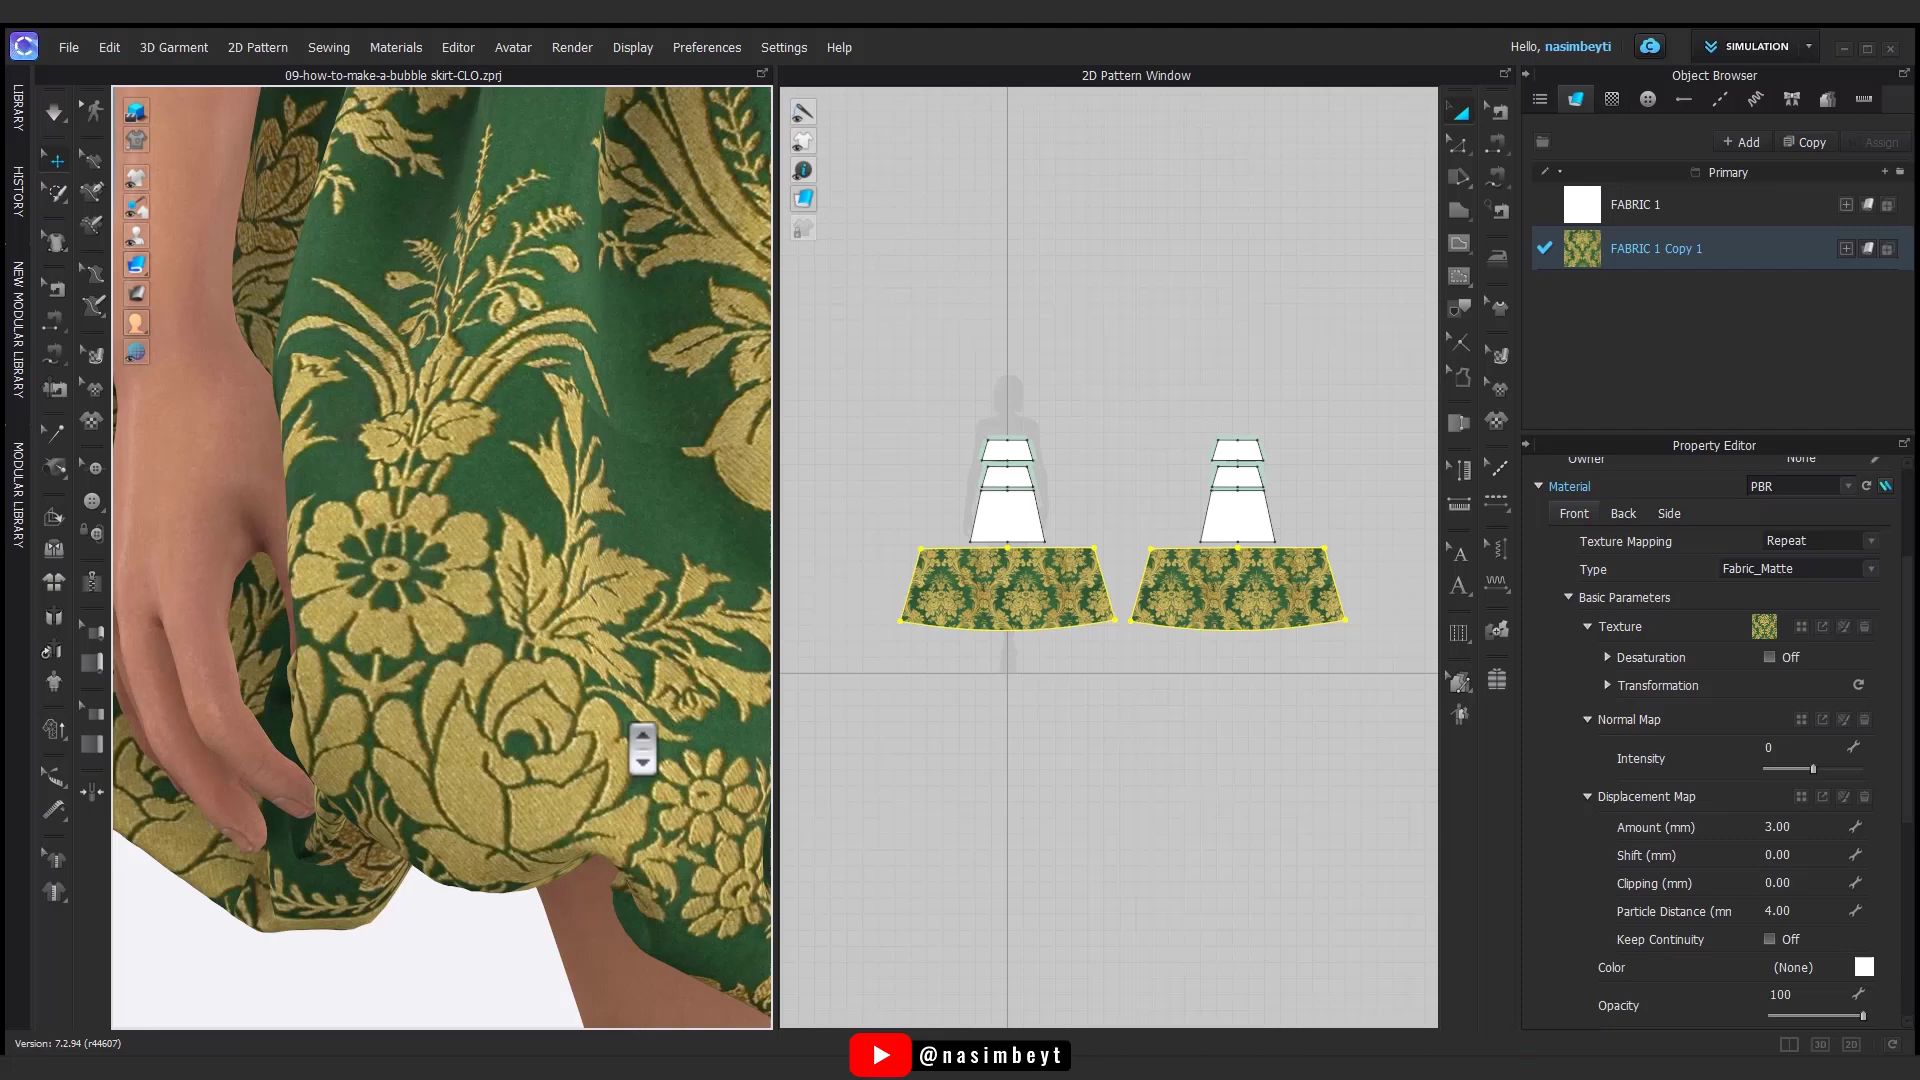 File Edit 3D Garment 2D Pattern Sewing Materials Editor Avatar Render Display Preferences Settings Help
Hello, nasimbeyti
SIMULATION
09-how-to-make-a-bubble skirt-CLO.zprj
2D Pattern Window
Object Browser
LIBRARY
HISTORY
NEW MODULAR LIBRARY
MODULAR LIBRARY
+ Add
Copy
Assign
Primary
FABRIC 1
FABRIC 1 Copy 1
Property Editor
Owner None
Material PBR
Front Back Side
Texture Mapping Repeat
Type Fabric_Matte
Basic Parameters
Texture
Desaturation Off
Transformation
Normal Map
0
Intensity
Displacement Map
Amount (mm) 3.00
Shift (mm) 0.00
Clipping (mm) 0.00
Particle Distance (mn 4.00
Keep Continuity Off
Color (None)
100
Opacity
Version: 7.2.94 (r44607)
3D
2D
@nasimbeyt